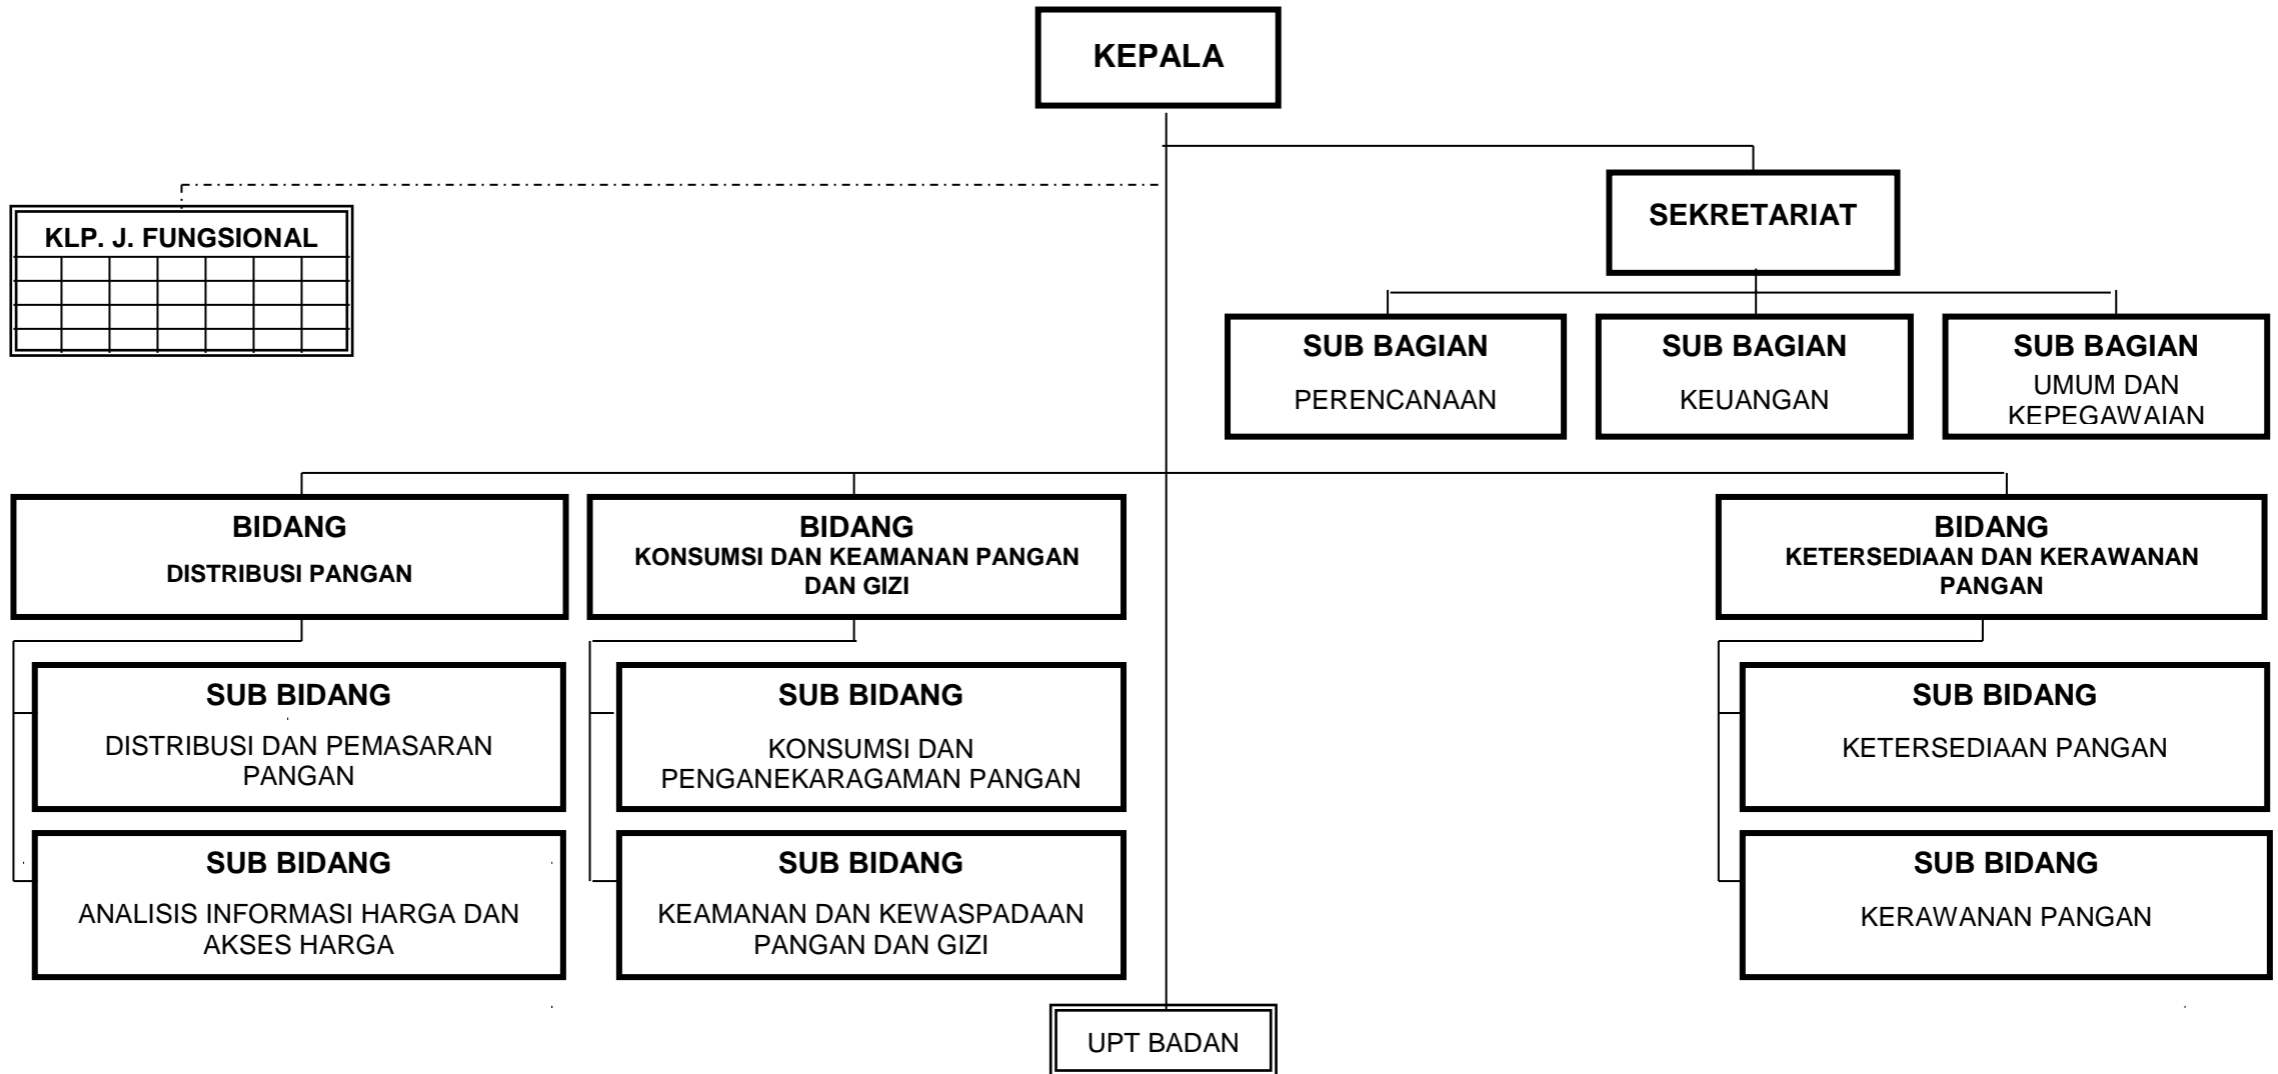 KEPALA
SEKRETARIAT
KLP. J. FUNGSIONAL
SUB BAGIAN
PERENCANAAN
SUB BAGIAN
KEUANGAN
SUB BAGIAN
UMUM DAN
KEPEGAWAIAN
BIDANG
DISTRIBUSI PANGAN
BIDANG
KONSUMSI DAN KEAMANAN PANGAN
DAN GIZI
BIDANG
KETERSEDIAAN DAN KERAWANAN
PANGAN
SUB BIDANG
DISTRIBUSI DAN PEMASARAN
PANGAN
SUB BIDANG
KONSUMSI DAN
PENGANEKARAGAMAN PANGAN
SUB BIDANG
KETERSEDIAAN PANGAN
SUB BIDANG
ANALISIS INFORMASI HARGA DAN
AKSES HARGA
SUB BIDANG
KEAMANAN DAN KEWASPADAAN
PANGAN DAN GIZI
SUB BIDANG
KERAWANAN PANGAN
UPT BADAN